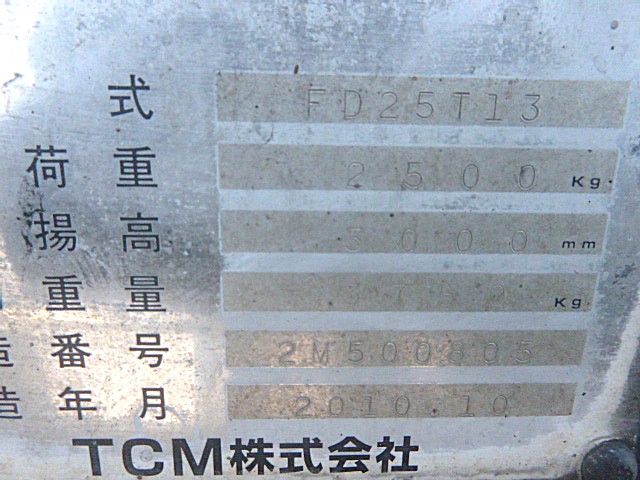 式 FD25T13
荷重 2500 Kg
揚高 3000 mm
重量 Kg
番号 2M500805
年月 2010.10
TCM株式会社